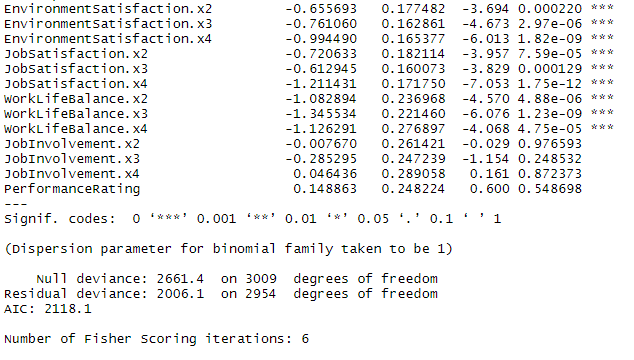 EnvironmentSatisfaction.x2 -0.655693 0.177482 -3.694 0.000220 ***
EnvironmentSatisfaction.x3 -0.761060 0.162861 -4.673 2.97e-06 ***
EnvironmentSatisfaction.x4 -0.994490 0.165377 -6.013 1.82e-09 ***
JobSatisfaction.x2 -0.720633 0.182114 -3.957 7.59e-05 ***
JobSatisfaction.x3 -0.612945 0.160073 -3.829 0.000129 ***
JobSatisfaction.x4 -1.211431 0.171750 -7.053 1.75e-12 ***
WorkLifeBalance.x2 -1.082894 0.236968 -4.570 4.88e-06 ***
WorkLifeBalance.x3 -1.345534 0.221460 -6.076 1.23e-09 ***
WorkLifeBalance.x4 -1.126291 0.276897 -4.068 4.75e-05 ***
JobInvolvement.x2 -0.007670 0.261421 -0.029 0.976593
JobInvolvement.x3 -0.285295 0.247239 -1.154 0.248532
JobInvolvement.x4 0.046436 0.289058 0.161 0.872373
PerformanceRating 0.148863 0.248224 0.600 0.548698
---
Signif. codes: 0 ‘***’ 0.001 ‘**’ 0.01 ‘*’ 0.05 ‘.’ 0.1 ‘ ’ 1
(Dispersion parameter for binomial family taken to be 1)
Null deviance: 2661.4 on 3009 degrees of freedom
Residual deviance: 2006.1 on 2954 degrees of freedom
AIC: 2118.1
Number of Fisher Scoring iterations: 6